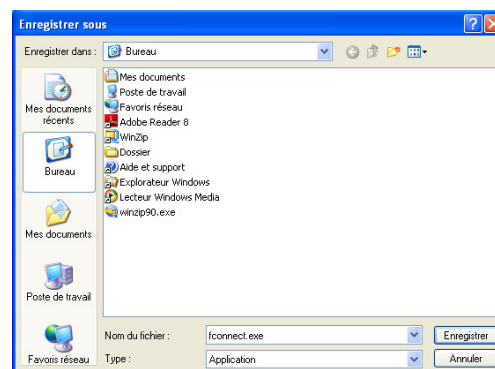 Enregistrer sous
Enregistrer dans :
Bureau
Mes documents récents
Bureau
Mes documents
Poste de travail
Favoris réseau
Mes documents
Poste de travail
Favoris réseau
Adobe Reader 8
WinZip
Dossier
Aide et support
Explorateur Windows
Lecteur Windows Media
winzip90.exe
Nom du fichier :
fconnect.exe
Enregistrer
Type :
Application
Annuler